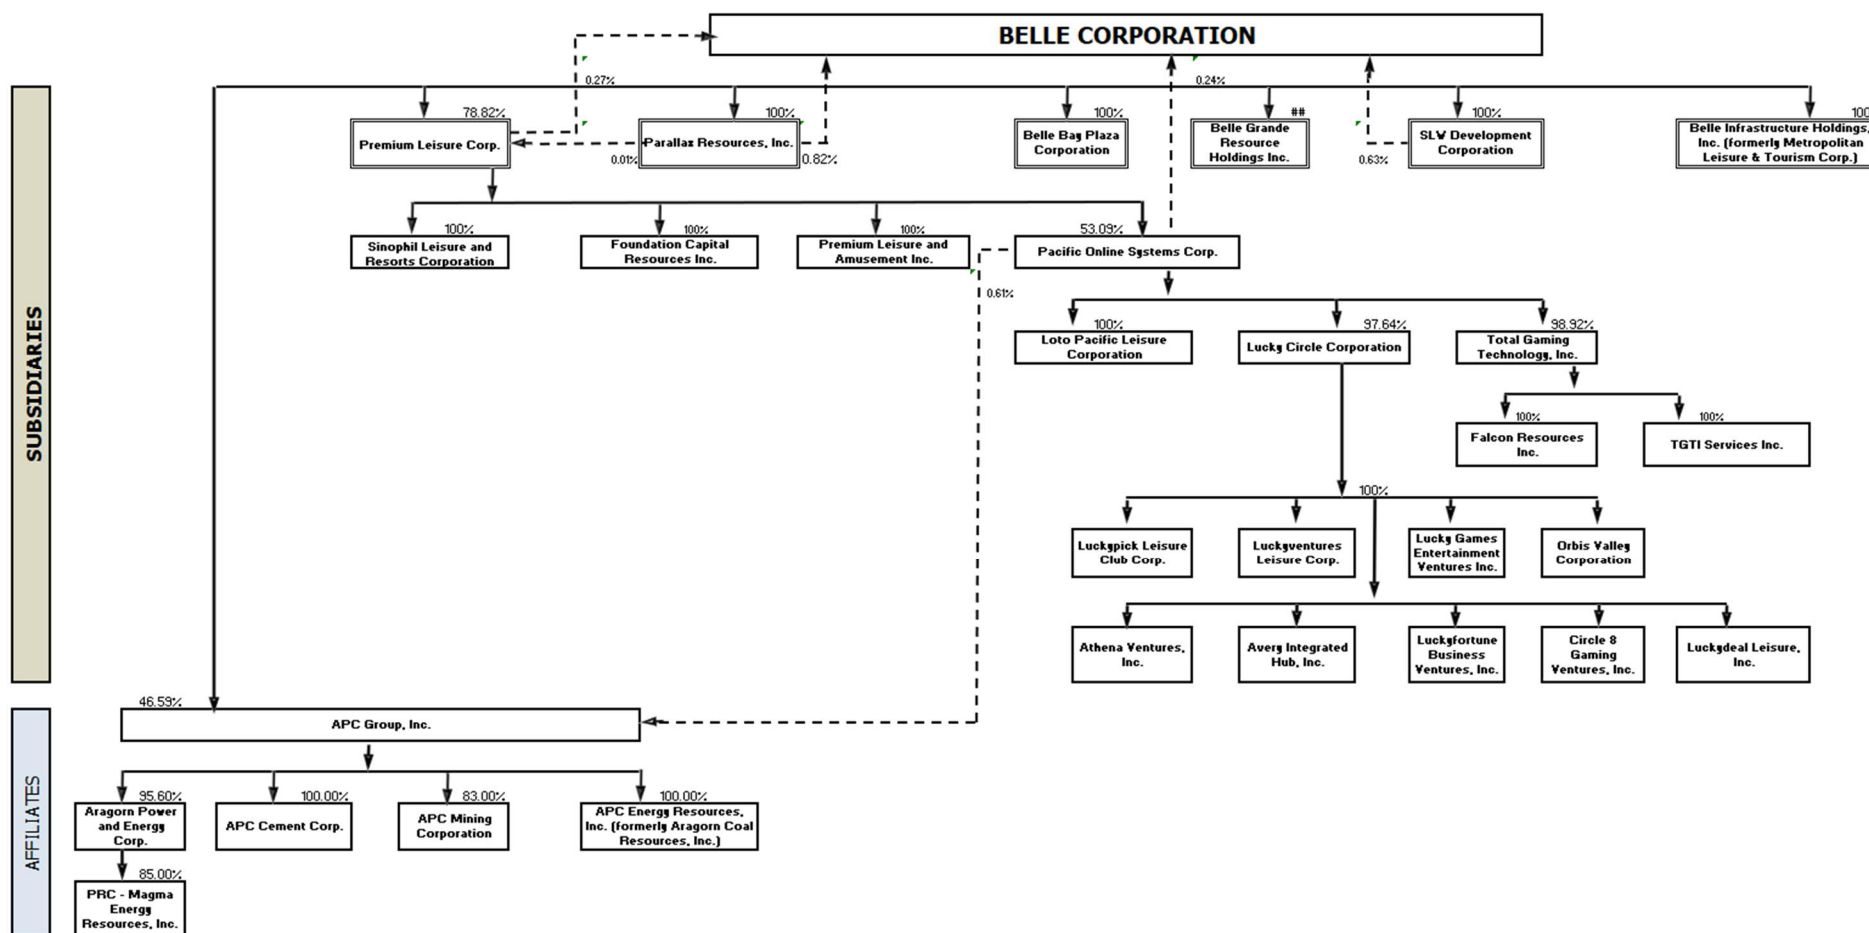 BELLE CORPORATION
0.27%
0.24%
SUBSIDIARIES
78.82%
100%
100%
##
100%
100
Premium Leisure Corp.
Parallax Resources, Inc.
Belle Bay Plaza
Corporation
Belle Grande
Resource
Holdings Inc.
SLW Development
Corporation
Belle Infrastructure Holdings,
Inc. (formerly Metropolitan
Leisure & Tourism Corp.)
0.01%
0.82%
0.63%
100%
100%
100%
53.09%
Sinophil Leisure and
Resorts Corporation
Foundation Capital
Resources Inc.
Premium Leisure and
Amusement Inc.
Pacific Online Systems Corp.
0.61%
100%
97.64%
98.92%
Loto Pacific Leisure
Corporation
Lucky Circle Corporation
Total Gaming
Technology, Inc.
100%
100%
Falcon Resources
Inc.
TGTI Services Inc.
100%
Luckypick Leisure
Club Corp.
Luckyventures
Leisure Corp.
Lucky Games
Entertainment
Ventures Inc.
Orbis Valley
Corporation
Athena Ventures,
Inc.
Avery Integrated
Hub, Inc.
Luckyfortune
Business
Ventures, Inc.
Circle 8
Gaming
Ventures, Inc.
Luckydeal Leisure,
Inc.
AFFILIATES
46.59%
APC Group, Inc.
95.60%
100.00%
83.00%
100.00%
Aragorn Power
and Energy
Corp.
APC Cement Corp.
APC Mining
Corporation
APC Energy Resources,
Inc. (formerly Aragorn Coal
Resources, Inc.)
85.00%
PRC - Magma
Energy
Resources, Inc.